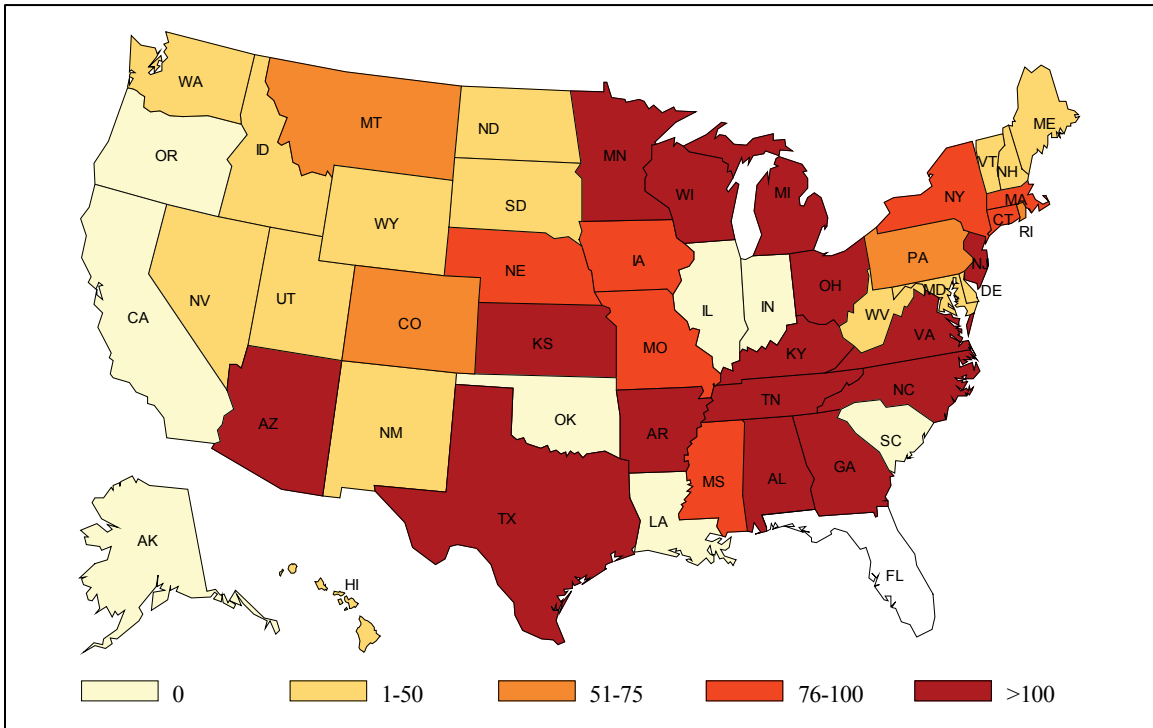 WA
MT
ND
MN
ME
VT
NH
OR
ID
WI
MI
NY
MA
CT
RI
SD
WY
IA
NE
PA
NJ
OH
MD
DE
NV
UT
IL
IN
WV
CA
CO
KS
MO
KY
VA
NC
TN
AZ
NM
OK
AR
SC
GA
MS
AL
TX
LA
AK
HI
FL
0
1-50
51-75
76-100
>100